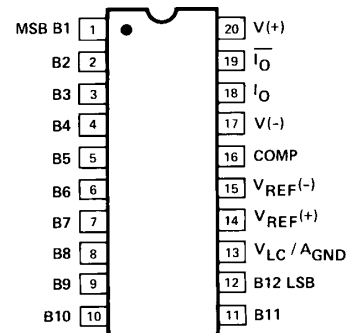 MSB B1 1 20 V(+)
B2 2 19 I̅O̅
B3 3 18 IO
B4 4 17 V(-)
B5 5 16 COMP
B6 6 15 VREF(-)
B7 7 14 VREF(+)
B8 8 13 VLC / AGND
B9 9 12 B12 LSB
B10 10 11 B11